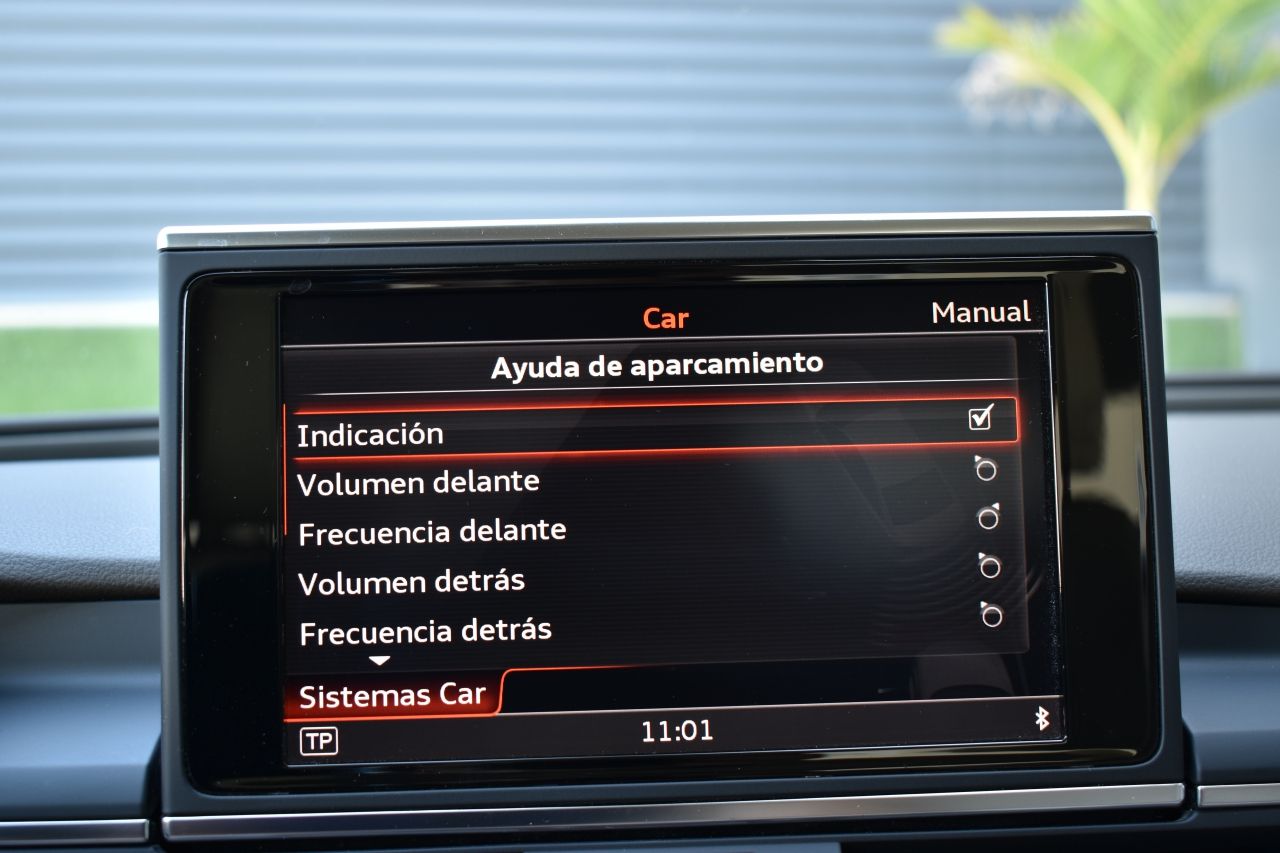 Car
Manual
Ayuda de aparcamiento
Indicación
Volumen delante
Frecuencia delante
Volumen detrás
Frecuencia detrás
Sistemas Car
TP
11:01